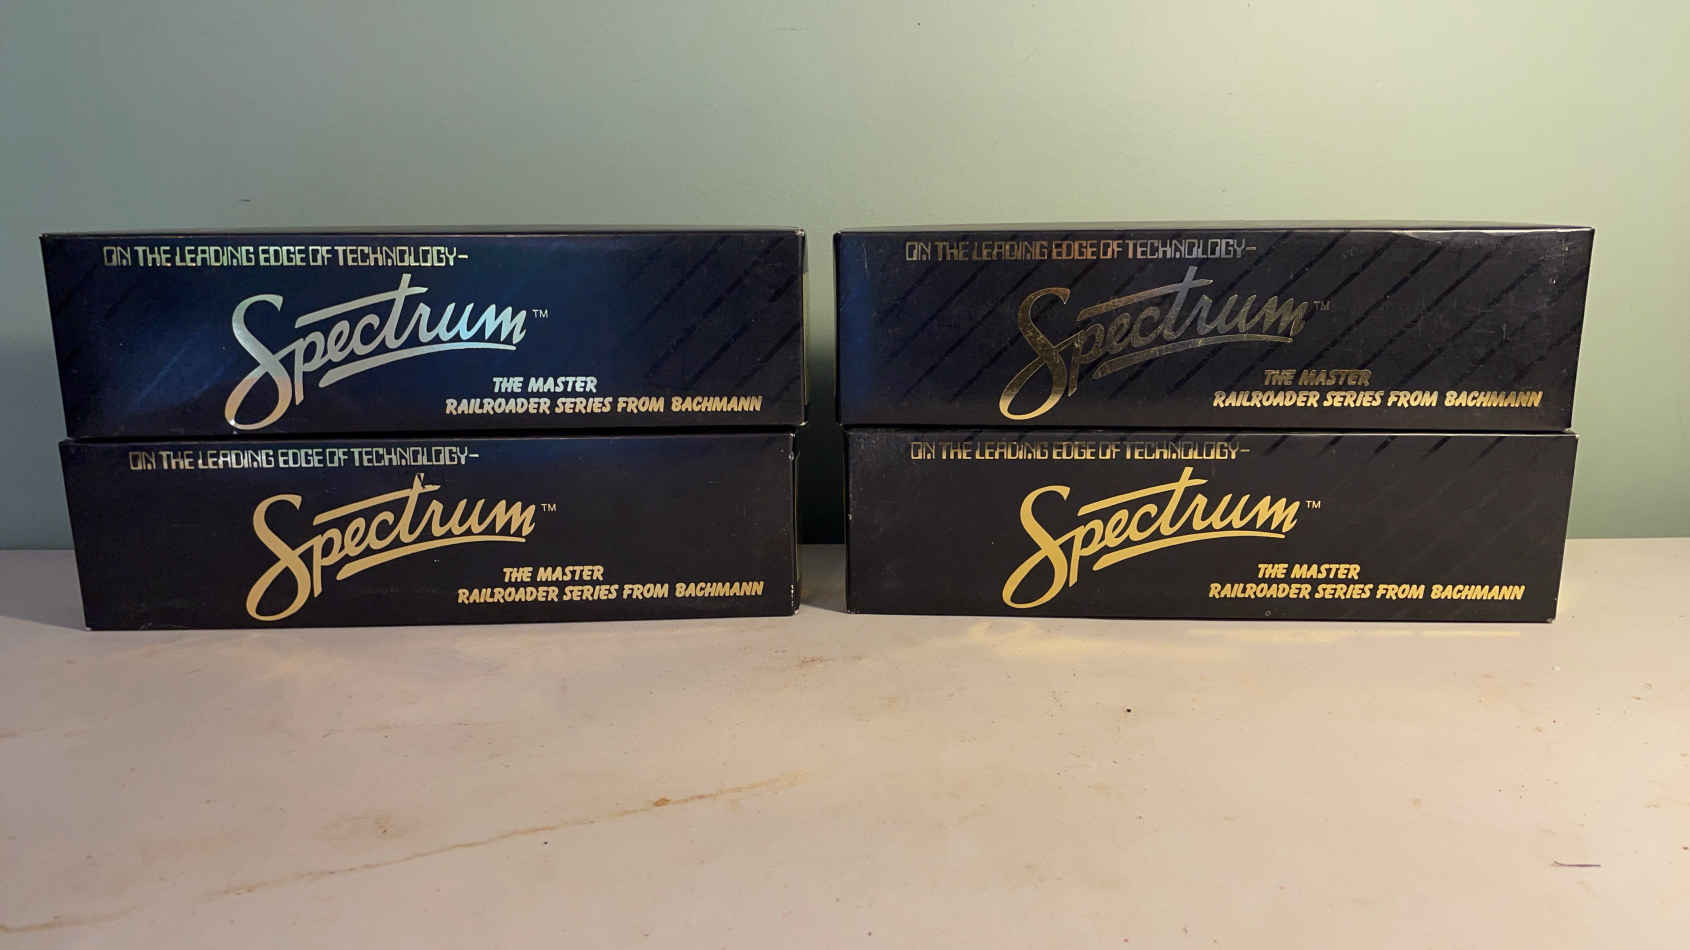 ON THE LEADING EDGE OF TECHNOLOGY-
Spectrum™
THE MASTER
RAILROADER SERIES FROM BACHMANN
ON THE LEADING EDGE OF TECHNOLOGY-
Spectrum™
THE MASTER
RAILROADER SERIES FROM BACHMANN
ON THE LEADING EDGE OF TECHNOLOGY-
Spectrum™
THE MASTER
RAILROADER SERIES FROM BACHMANN
ON THE LEADING EDGE OF TECHNOLOGY-
Spectrum™
THE MASTER
RAILROADER SERIES FROM BACHMANN